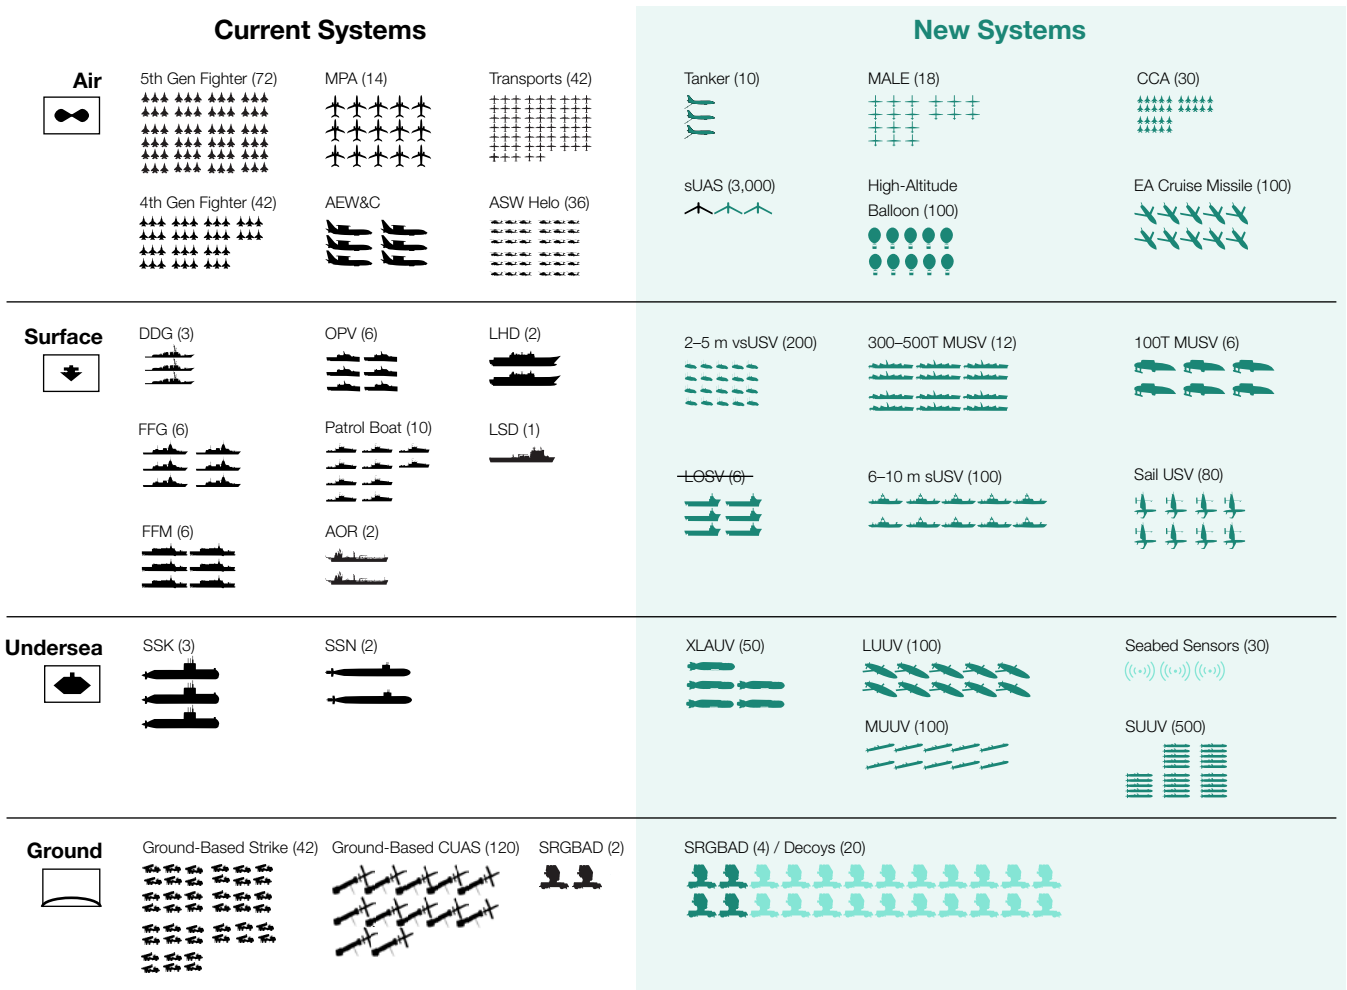 Current Systems
New Systems
Air
5th Gen Fighter (72)
MPA (14)
Transports (42)
Tanker (10)
MALE (18)
CCA (30)
4th Gen Fighter (42)
AEW&C
ASW Helo (36)
sUAS (3,000)
High-Altitude
Balloon (100)
EA Cruise Missile (100)
Surface
DDG (3)
OPV (6)
LHD (2)
2–5 m vsUSV (200)
300–500T MUSV (12)
100T MUSV (6)
FFG (6)
Patrol Boat (10)
LSD (1)
LOSV (6)
6–10 m sUSV (100)
Sail USV (80)
FFM (6)
AOR (2)
Undersea
SSK (3)
SSN (2)
XLAUV (50)
LUUV (100)
Seabed Sensors (30)
MUUV (100)
SUUV (500)
Ground
Ground-Based Strike (42)
Ground-Based CUAS (120)
SRGBAD (2)
SRGBAD (4) / Decoys (20)